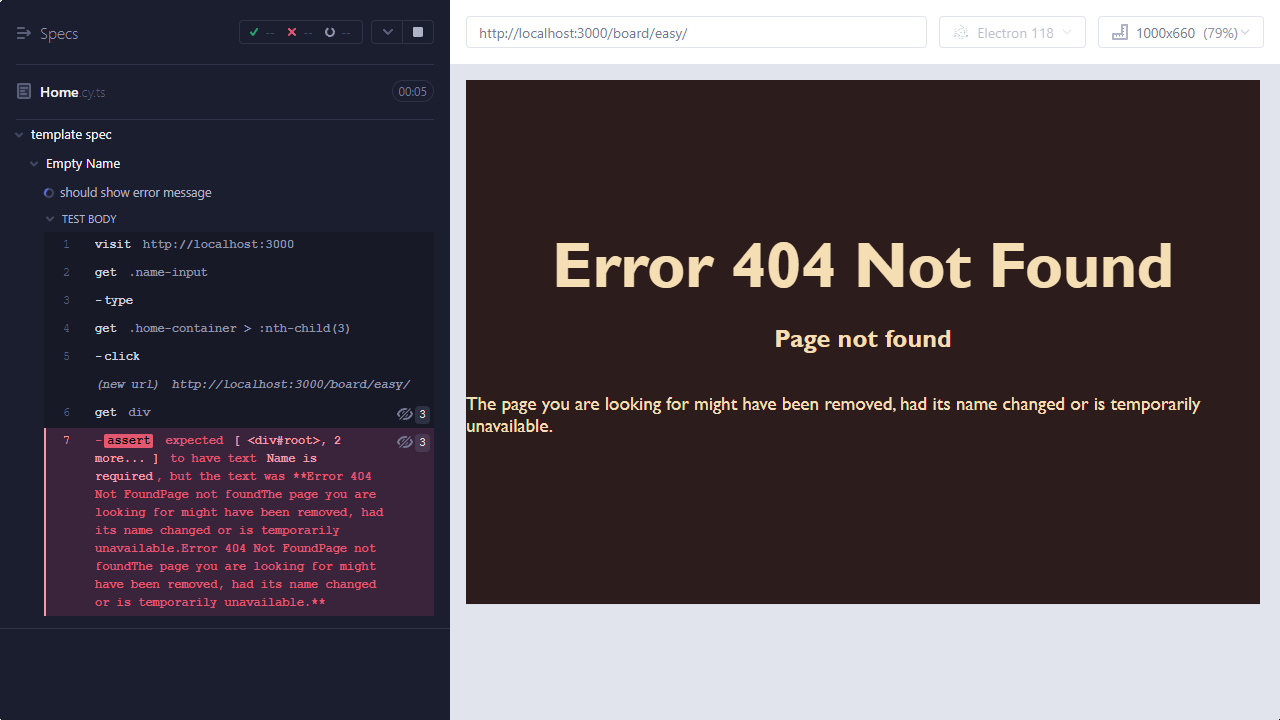 Specs
--
--
--
Home.cy.ts
00:05
template spec
Empty Name
should show error message
TEST BODY
1 visit http://localhost:3000
2 get .name-input
3 -type
4 get .home-container > :nth-child(3)
5 -click
(new url) http://localhost:3000/board/easy/
6 get div 3
7 -assert expected [ <div#root>, 2 3
more... ] to have text Name is
required, but the text was **Error 404
Not FoundPage not foundThe page you are
looking for might have been removed, had
its name changed or is temporarily
unavailable.Error 404 Not FoundPage not
foundThe page you are looking for might
have been removed, had its name changed
or is temporarily unavailable.**
http://localhost:3000/board/easy/
Electron 118
1000x660 (79%)
Error 404 Not Found
Page not found
The page you are looking for might have been removed, had its name changed or is temporarily
unavailable.